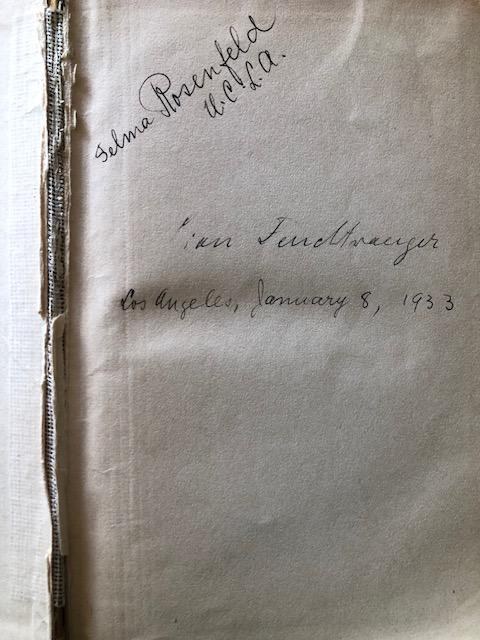 Selma Rosenfeld
U.C.L.A.
Lion Feuchtwanger
Los Angeles, January 8, 1933